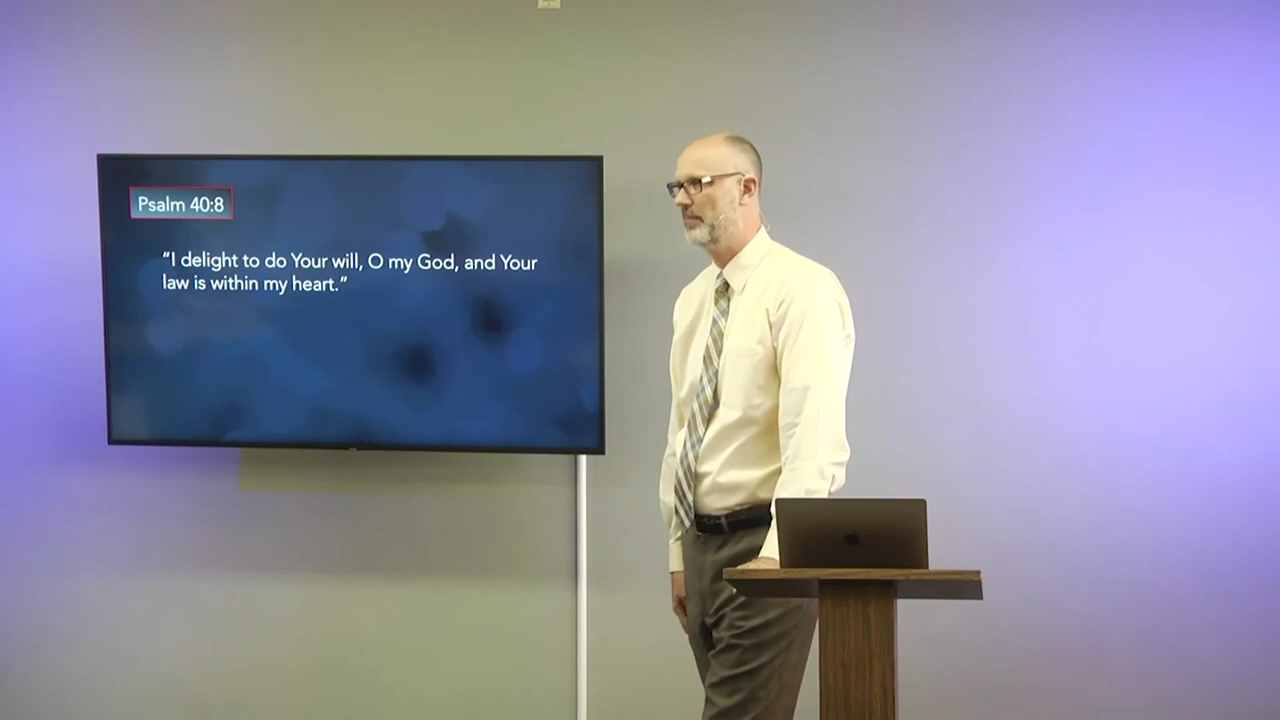 Psalm 40:8
“I delight to do Your will, O my God, and Your
law is within my heart.”